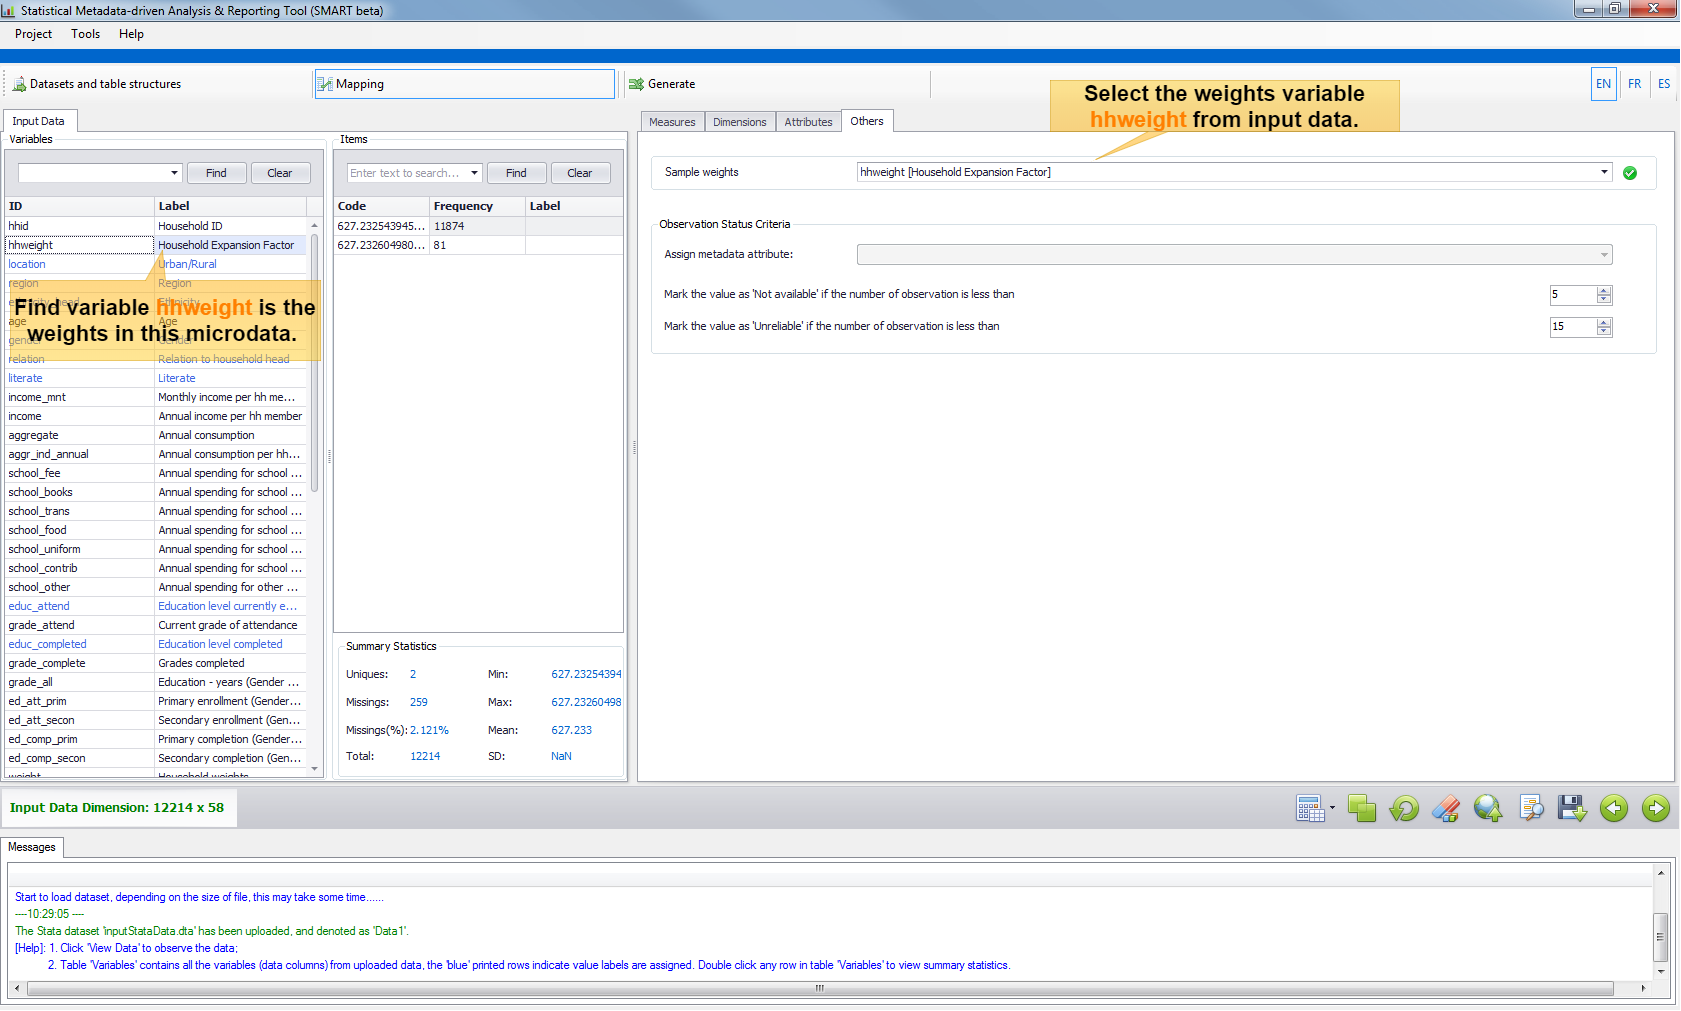 Statistical Metadata-driven Analysis & Reporting Tool (SMART beta)
Project Tools Help
Datasets and table structures
Mapping
Generate
EN FR ES
Select the weights variable
hhweight from input data.
Input Data
Variables
Find Clear
ID Label
hhid Household ID
hhweight Household Expansion Factor
location Urban/Rural
region Region
ethnicity_head Ethnicity
age Age
gender Gender
relation Relation to household head
Find variable hhweight is the
weights in this microdata.
literate Literate
income_mnt Monthly income per hh me...
income Annual income per hh member
aggregate Annual consumption
aggr_ind_annual Annual consumption per hh...
school_fee Annual spending for school ...
school_books Annual spending for school ...
school_trans Annual spending for school ...
school_food Annual spending for school ...
school_uniform Annual spending for school ...
school_contrib Annual spending for school ...
school_other Annual spending for other ...
educ_attend Education level currently e...
grade_attend Current grade of attendance
educ_completed Education level completed
grade_complete Grades completed
grade_all Education - years (Gender ...
ed_att_prim Primary enrollment (Gender...
ed_att_secon Secondary enrollment (Gen...
ed_comp_prim Primary completion (Gender...
ed_comp_secon Secondary completion (Gen...
weight Household weights
Items
Enter text to search... Find Clear
Code Frequency Label
627.232543945... 11874
627.232604980... 81
Summary Statistics
Uniques: 2 Min: 627.23254394
Missings: 259 Max: 627.23260498
Missings(%): 2.121% Mean: 627.233
Total: 12214 SD: NaN
Measures Dimensions Attributes Others
Sample weights hhweight [Household Expansion Factor]
Observation Status Criteria
Assign metadata attribute:
Mark the value as 'Not available' if the number of observation is less than 5
Mark the value as 'Unreliable' if the number of observation is less than 15
Input Data Dimension: 12214 x 58
Messages
Start to load dataset, depending on the size of file, this may take some time......
----10:29:05 ----
The Stata dataset 'inputStataData.dta' has been uploaded, and denoted as 'Data1'.
[Help]: 1. Click 'View Data' to observe the data;
2. Table 'Variables' contains all the variables (data columns) from uploaded data, the 'blue' printed rows indicate value labels are assigned. Double click any row in table 'Variables' to view summary statistics.